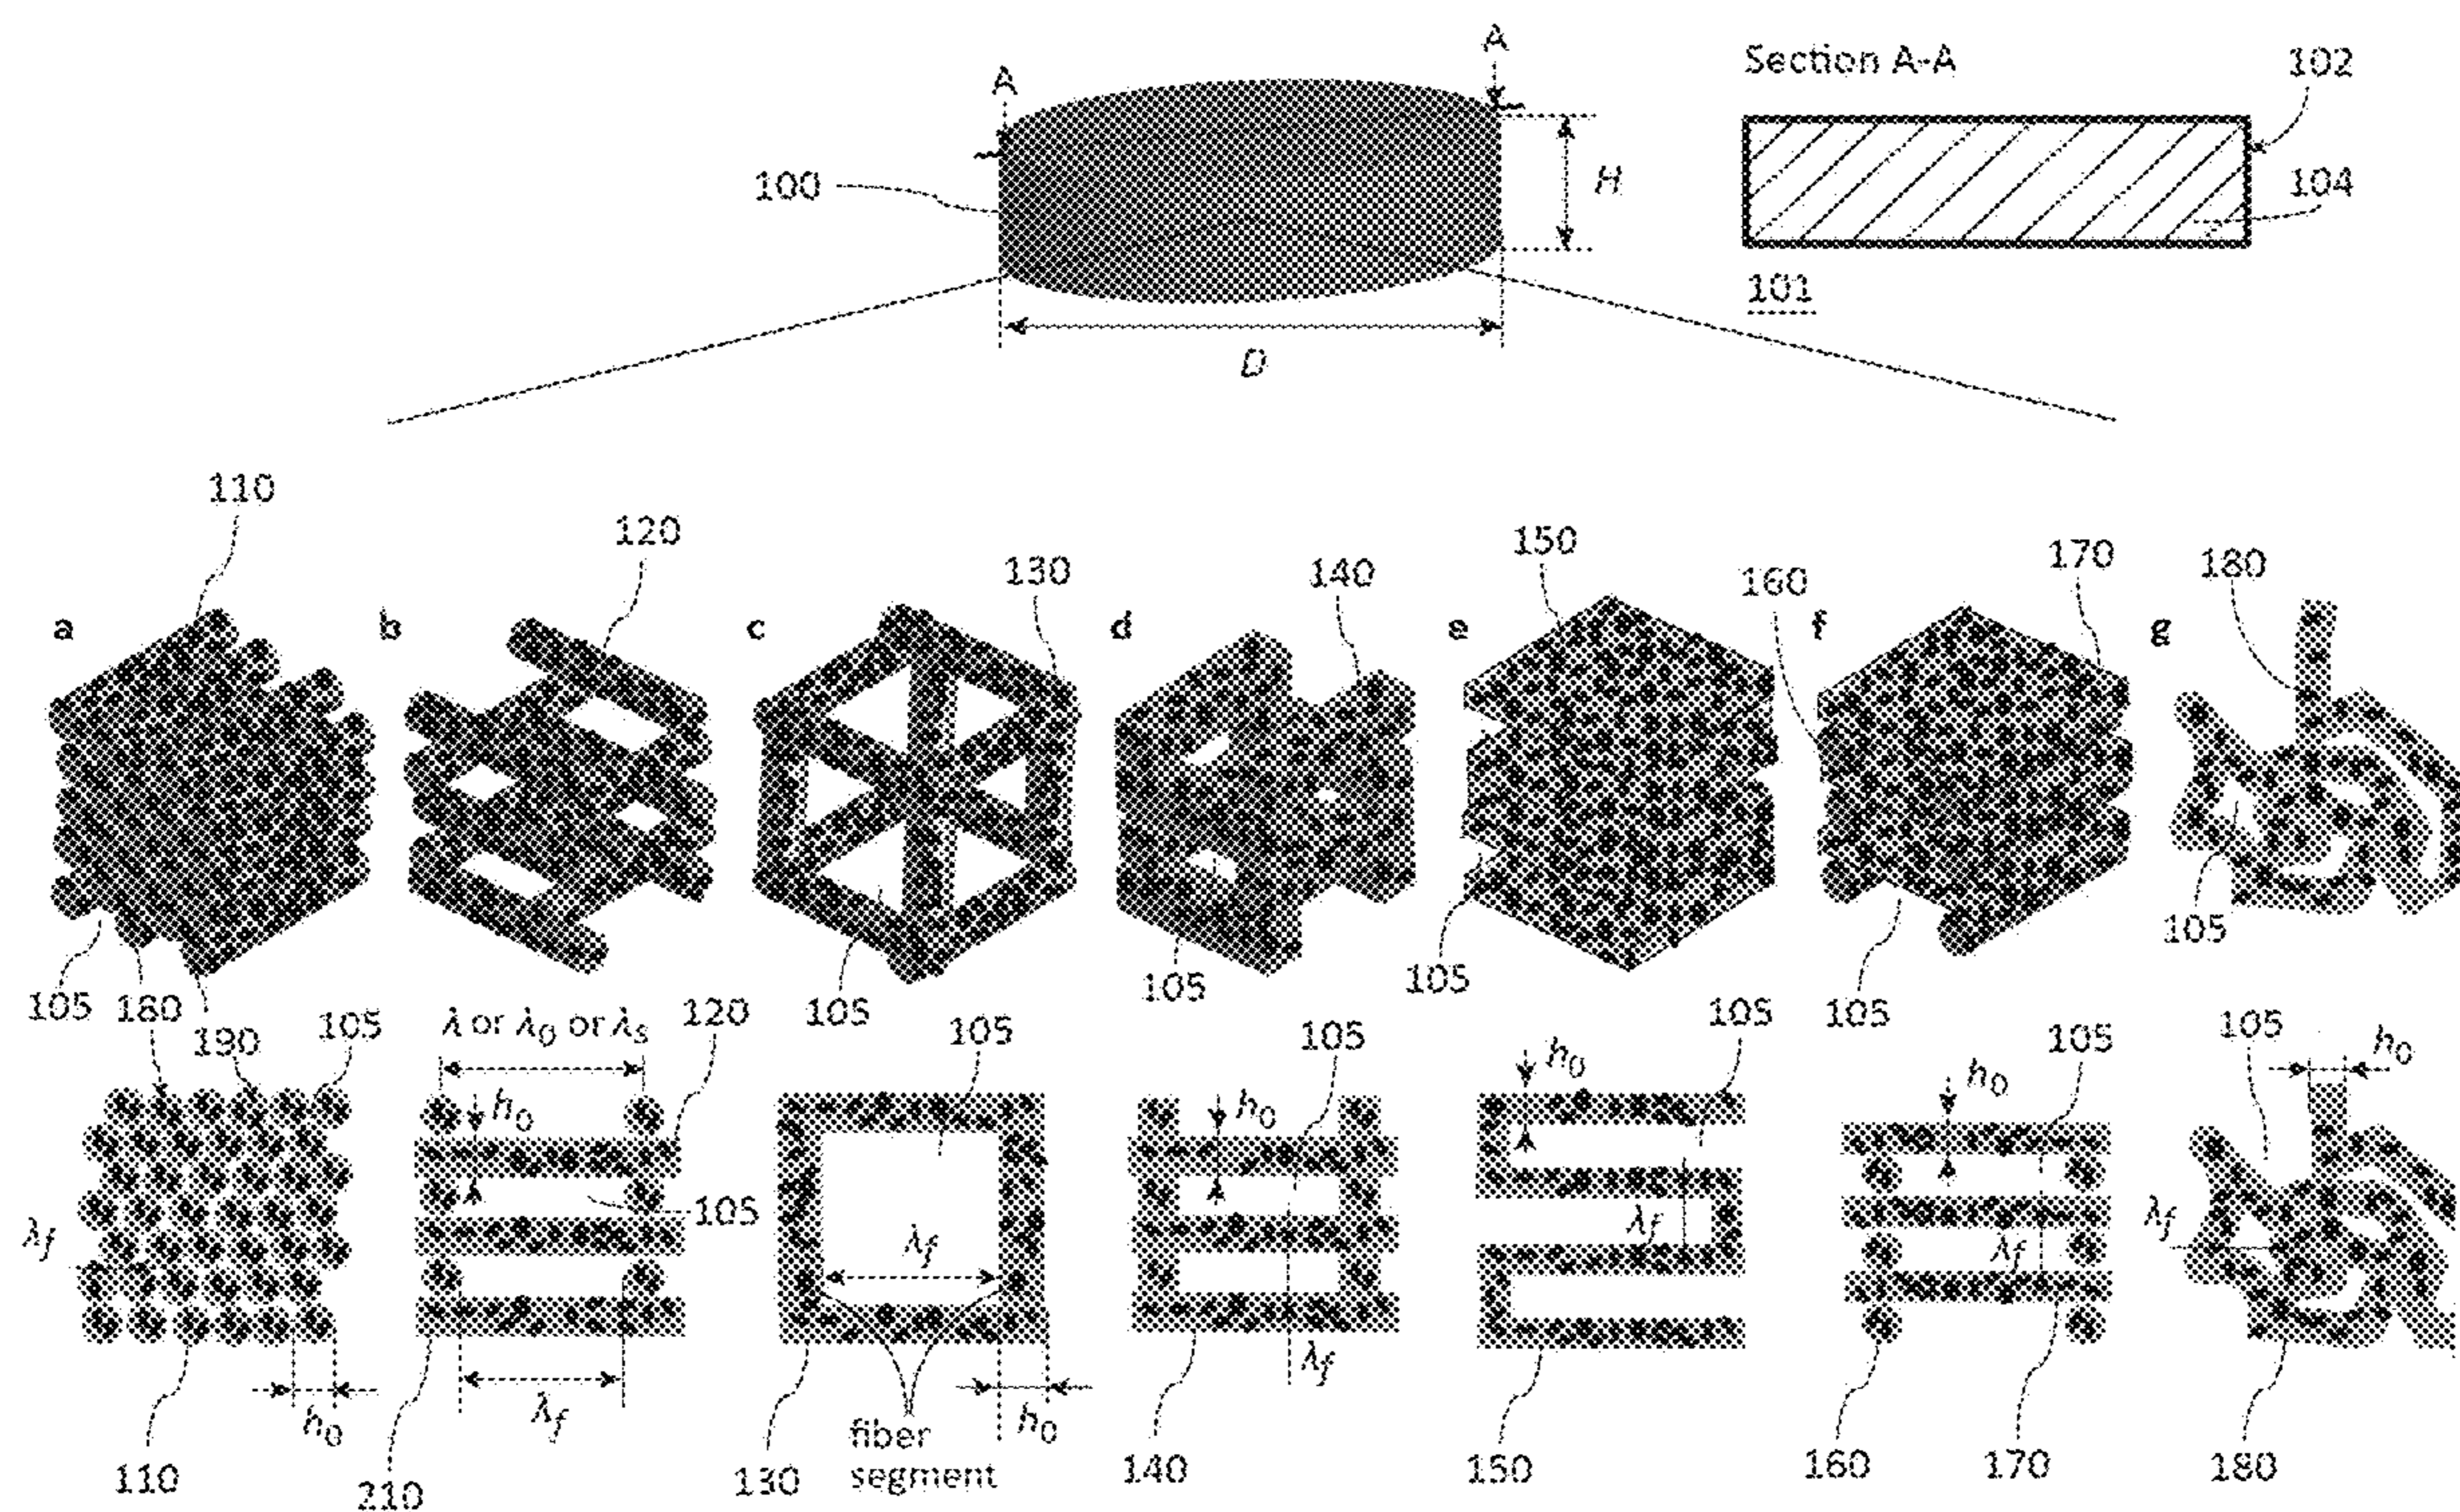 A
A
Section A-A
102
100
H
104
101
D
110
120
130
140
150
160
170
180
a
b
c
d
e
f
g
105
180
190
105
105
105
105
105
105
λ or λ0 or λs
120
105
105
105
105
105
h0
h0
h0
h0
h0
105
λf
λf
λf
λf
λf
λf
λf
h0
h0
fiber
segment
110
210
130
140
150
160
170
180